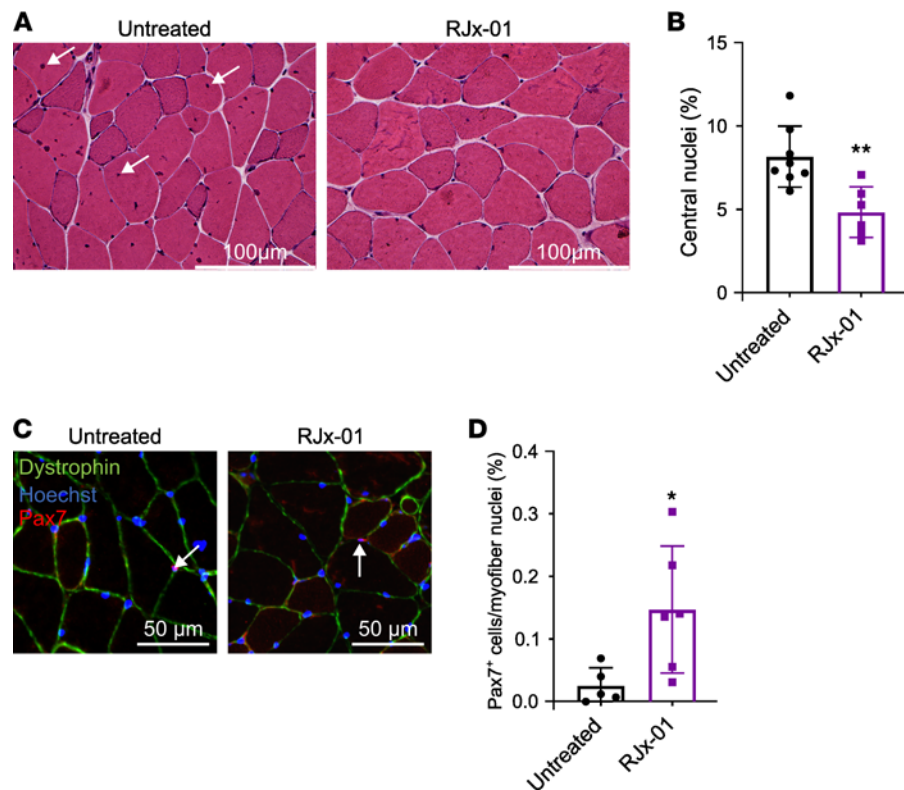 A
Untreated
RJx-01
100µm
100µm
B
Central nuclei (%)
15
10
5
0
**
Untreated
RJx-01
C
Untreated
RJx-01
Dystrophin
Hoechst
Pax7
50 µm
50 µm
D
Pax7⁺ cells/myofiber nuclei (%)
0.4
0.3
0.2
0.1
0.0
*
Untreated
RJx-01